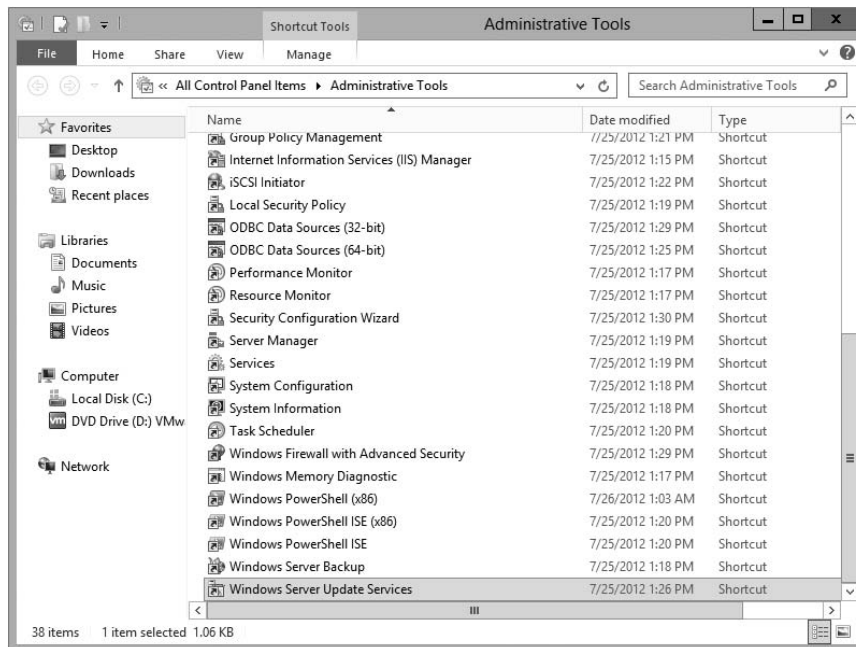 Shortcut Tools
Administrative Tools
File Home Share View Manage
« All Control Panel Items Administrative Tools
Search Administrative Tools
Favorites
Desktop
Downloads
Recent places
Libraries
Documents
Music
Pictures
Videos
Computer
Local Disk (C:)
vm DVD Drive (D:) VMw
Network
Name Date modified Type
Group Policy Management 7/25/2012 1:21 PM Shortcut
Internet Information Services (IIS) Manager 7/25/2012 1:15 PM Shortcut
iSCSI Initiator 7/25/2012 1:22 PM Shortcut
Local Security Policy 7/25/2012 1:19 PM Shortcut
ODBC Data Sources (32-bit) 7/25/2012 1:29 PM Shortcut
ODBC Data Sources (64-bit) 7/25/2012 1:25 PM Shortcut
Performance Monitor 7/25/2012 1:17 PM Shortcut
Resource Monitor 7/25/2012 1:17 PM Shortcut
Security Configuration Wizard 7/25/2012 1:30 PM Shortcut
Server Manager 7/25/2012 1:19 PM Shortcut
Services 7/25/2012 1:19 PM Shortcut
System Configuration 7/25/2012 1:18 PM Shortcut
System Information 7/25/2012 1:18 PM Shortcut
Task Scheduler 7/25/2012 1:20 PM Shortcut
Windows Firewall with Advanced Security 7/25/2012 1:29 PM Shortcut
Windows Memory Diagnostic 7/25/2012 1:17 PM Shortcut
Windows PowerShell (x86) 7/26/2012 1:03 AM Shortcut
Windows PowerShell ISE (x86) 7/25/2012 1:20 PM Shortcut
Windows PowerShell ISE 7/25/2012 1:20 PM Shortcut
Windows Server Backup 7/25/2012 1:18 PM Shortcut
Windows Server Update Services 7/25/2012 1:26 PM Shortcut
38 items 1 item selected 1.06 KB